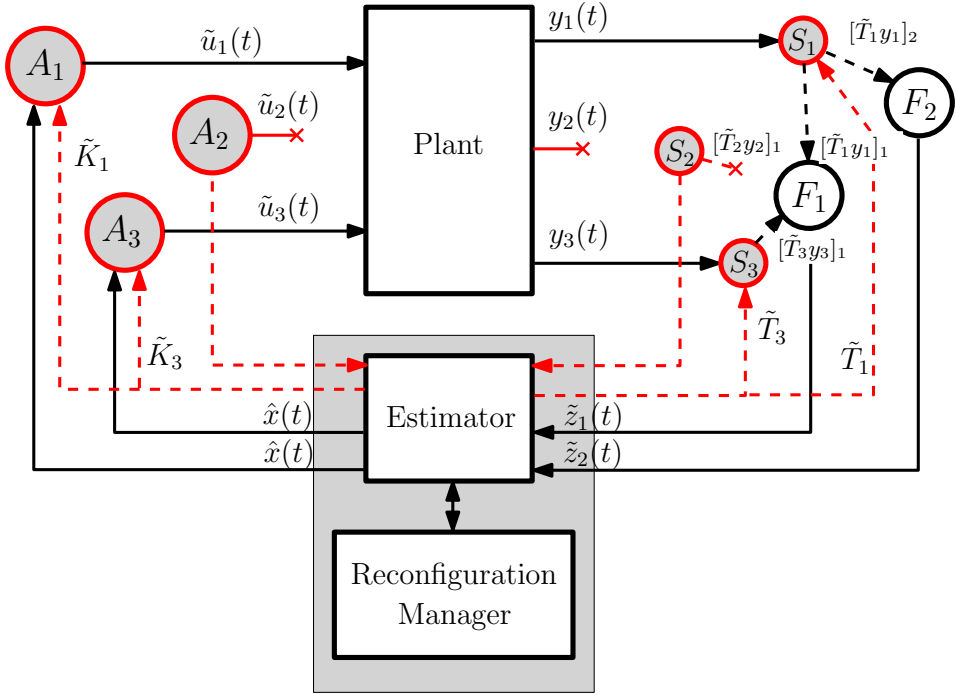 y₁(t)
[T̃₁y₁]₂
ũ₁(t)
S₁
A₁
ũ₂(t)
y₂(t)
F₂
A₂
Plant
[T̃₂y₂]₁
[T̃₁y₁]₁
K̃₁
S₂
F₁
ũ₃(t)
y₃(t)
A₃
[T̃₃y₃]₁
S₃
T̃₃
K̃₃
T̃₁
x̂(t)
Estimator
z̃₁(t)
x̂(t)
z̃₂(t)
Reconfiguration
Manager